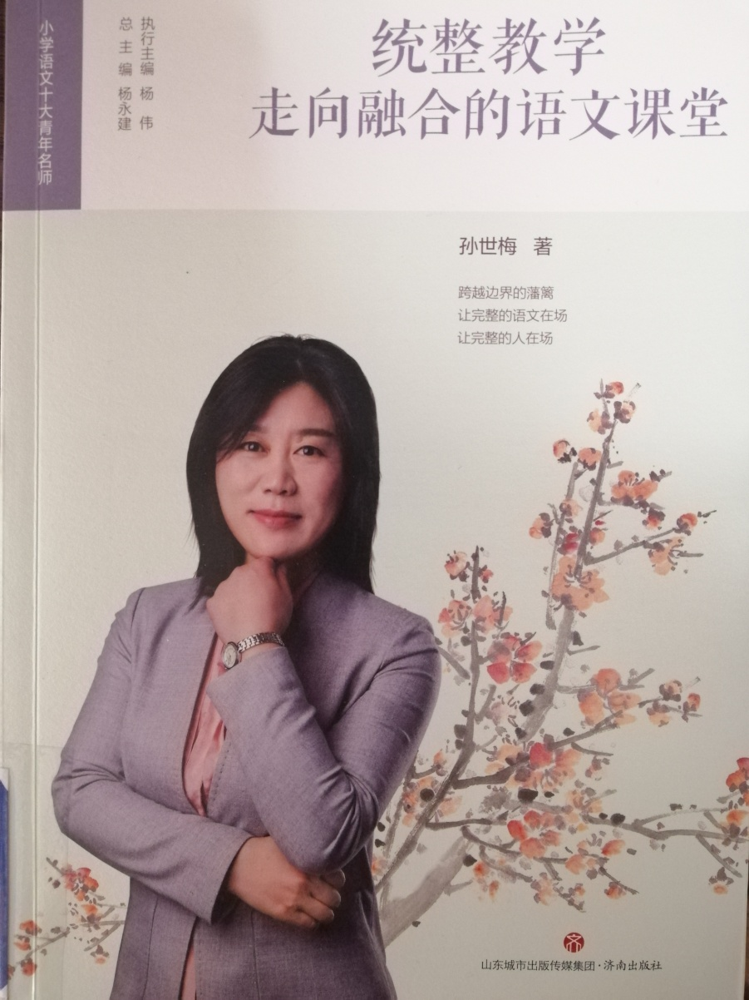 小学语文十大青年名师
执行主编 杨 伟
总 主 编 杨永建
统整教学
走向融合的语文课堂
孙世梅 著
跨越边界的藩篱
让完整的语文在场
让完整的人在场
山东城市出版传媒集团·济南出版社